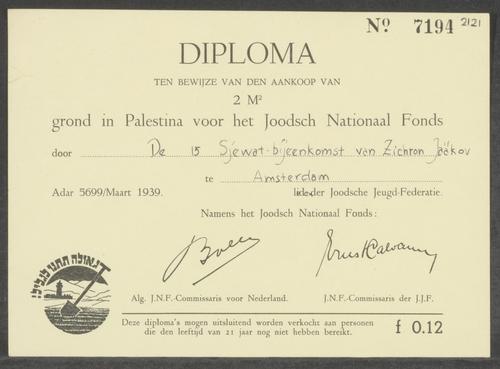 Nº 7194 2121
DIPLOMA
TEN BEWIJZE VAN DEN AANKOOP VAN
2 M²
grond in Palestina voor het Joodsch Nationaal Fonds
door De 15 Sjewat-bijeenkomst van Zichron Jaäkov
te Amsterdam
Adar 5699/Maart 1939. der Joodsche Jeugd-Federatie.
Namens het Joodsch Nationaal Fonds:
Alg. J.N.F.-Commissaris voor Nederland. J.N.F.-Commissaris der J.J.F.
גאולה תתנו לנגב!
Deze diploma's mogen uitsluitend worden verkocht aan personen
die den leeftijd van 21 jaar nog niet hebben bereikt.
f 0.12